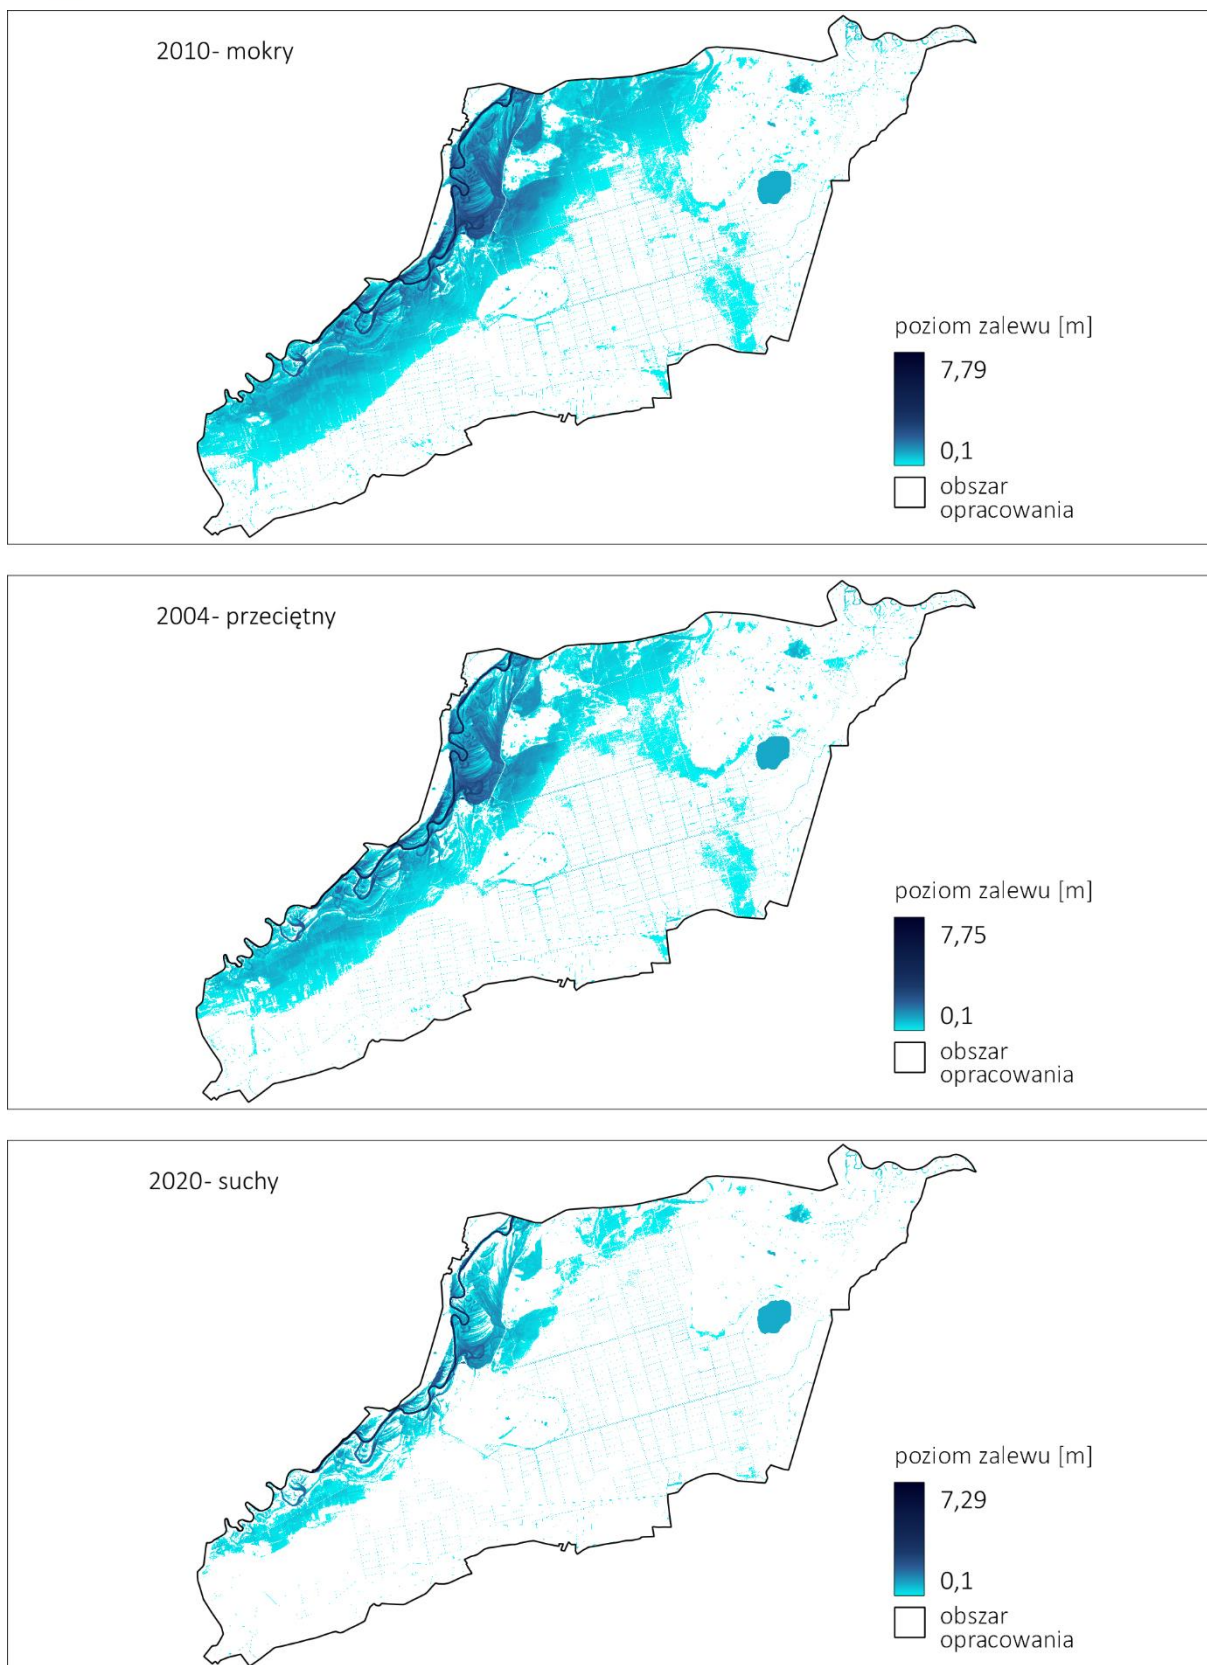 2010- mokry
poziom zalewu [m]
7,79
0,1
obszar
opracowania
2004- przeciętny
poziom zalewu [m]
7,75
0,1
obszar
opracowania
2020- suchy
poziom zalewu [m]
7,29
0,1
obszar
opracowania